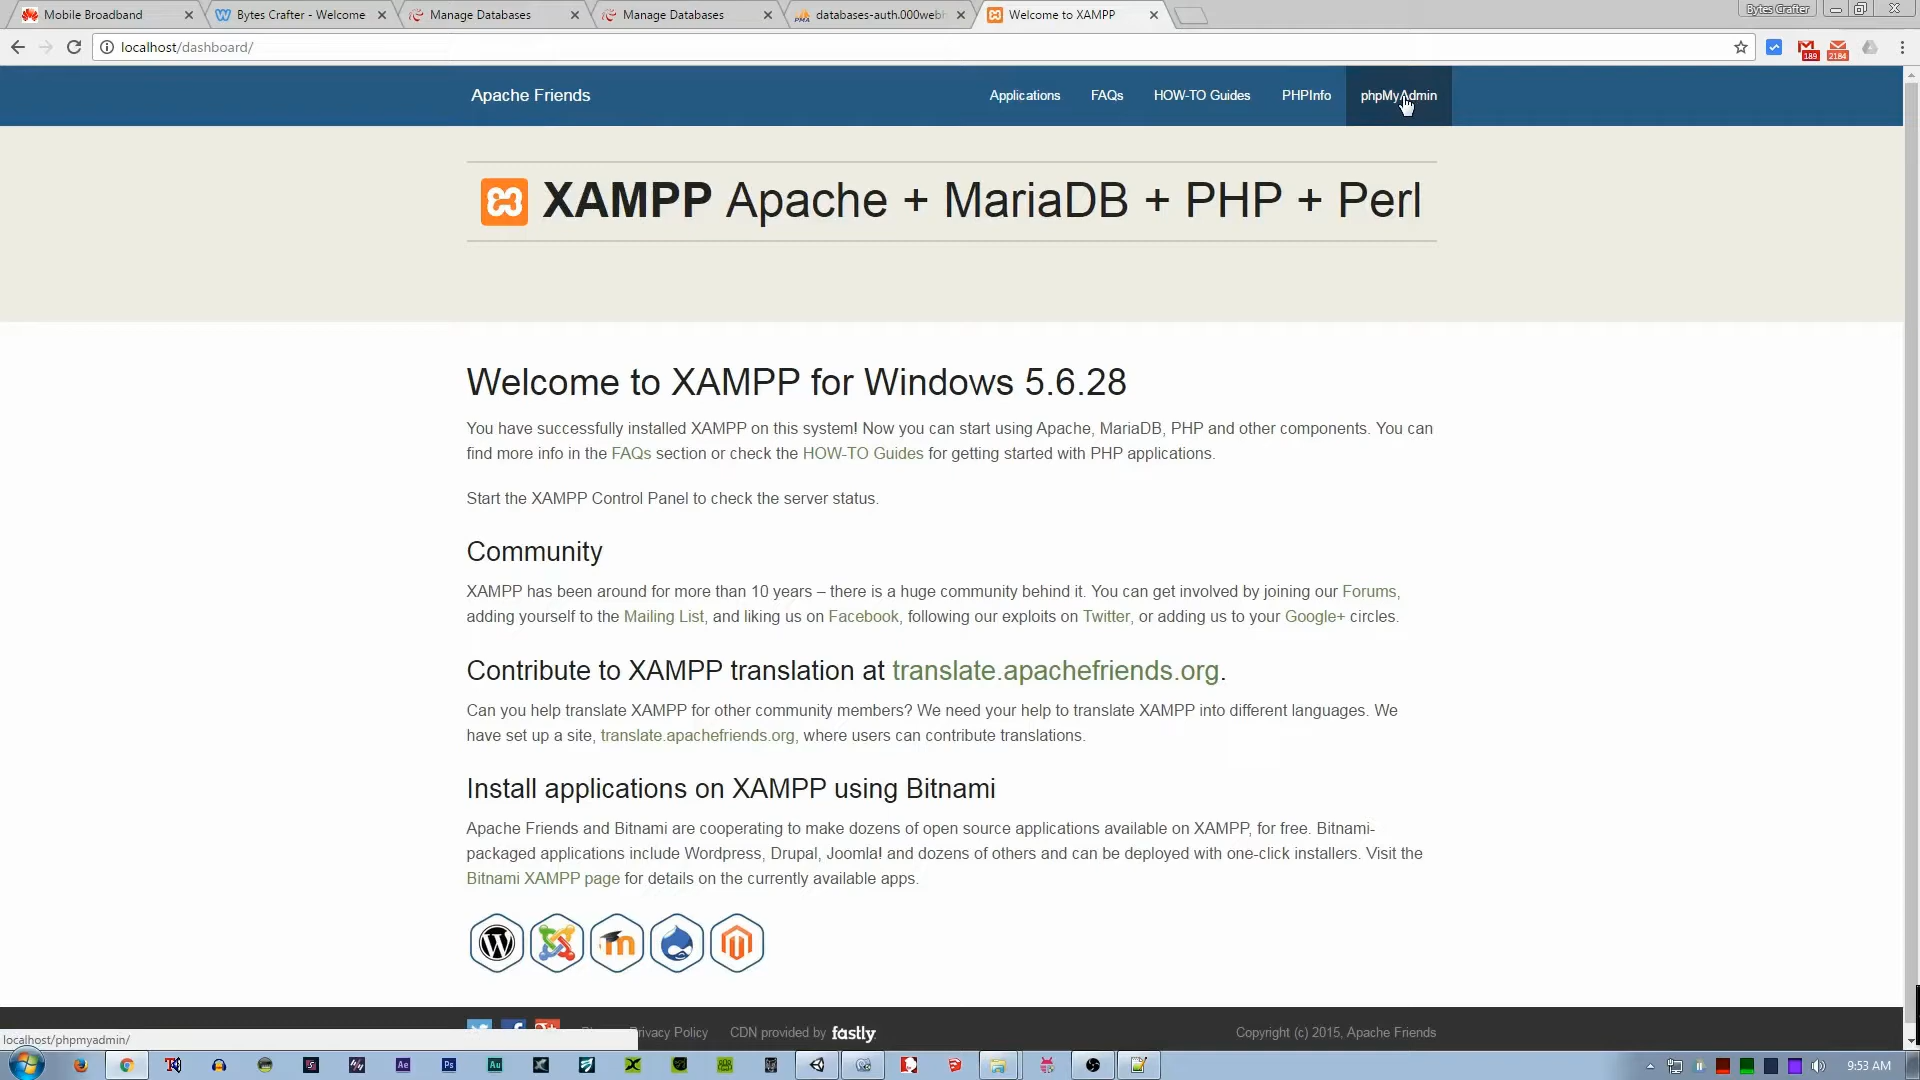 Mobile Broadband
Bytes Crafter - Welcome
Manage Databases
Manage Databases
databases-auth.000webh
Welcome to XAMPP
Bytes Crafter
localhost/dashboard/
189
2184
Apache Friends
Applications
FAQs
HOW-TO Guides
PHPInfo
phpMyAdmin
XAMPP Apache + MariaDB + PHP + Perl
Welcome to XAMPP for Windows 5.6.28
You have successfully installed XAMPP on this system! Now you can start using Apache, MariaDB, PHP and other components. You can
find more info in the FAQs section or check the HOW-TO Guides for getting started with PHP applications.
Start the XAMPP Control Panel to check the server status.
Community
XAMPP has been around for more than 10 years – there is a huge community behind it. You can get involved by joining our Forums,
adding yourself to the Mailing List, and liking us on Facebook, following our exploits on Twitter, or adding us to your Google+ circles.
Contribute to XAMPP translation at translate.apachefriends.org.
Can you help translate XAMPP for other community members? We need your help to translate XAMPP into different languages. We
have set up a site, translate.apachefriends.org, where users can contribute translations.
Install applications on XAMPP using Bitnami
Apache Friends and Bitnami are cooperating to make dozens of open source applications available on XAMPP, for free. Bitnami-
packaged applications include Wordpress, Drupal, Joomla! and dozens of others and can be deployed with one-click installers. Visit the
Bitnami XAMPP page for details on the currently available apps.
Privacy Policy
CDN provided by fastly
Copyright (c) 2015, Apache Friends
localhost/phpmyadmin/
Ae
Ps
Au
9:53 AM